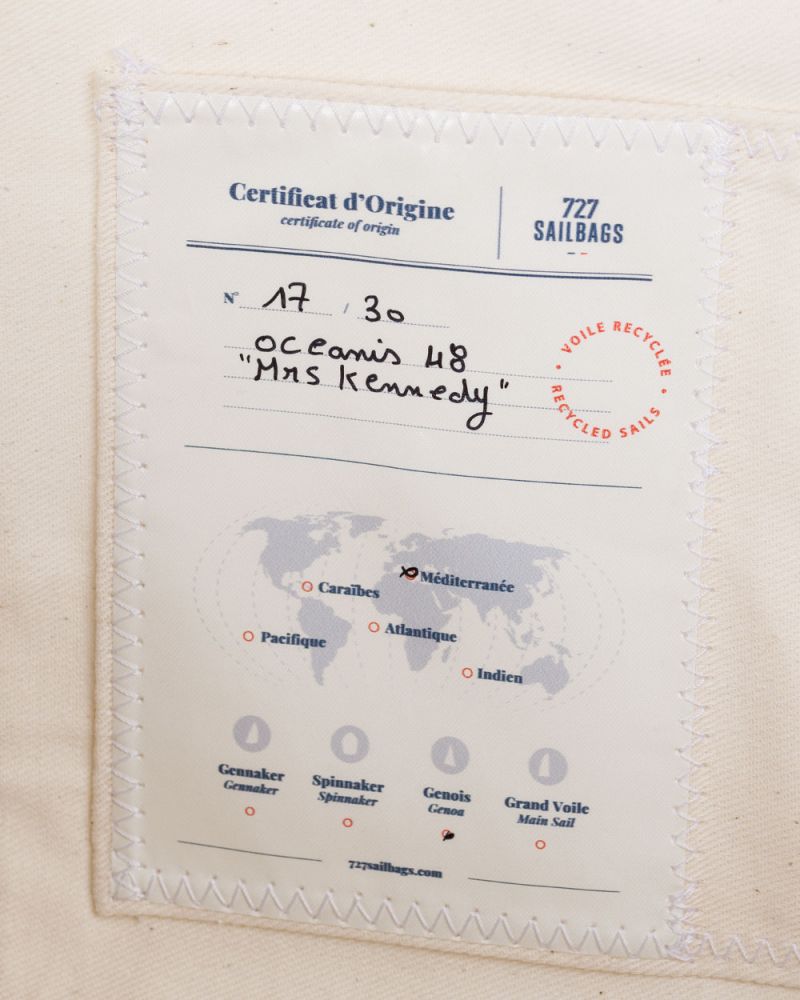 Certificat d'Origine
certificate of origin
727
SAILBAGS
N° 17 / 30
oceanis 48
"Mrs Kennedy"
• VOILE RECYCLÉE •
RECYCLED SAILS
Méditerranée
Caraïbes
Atlantique
Pacifique
Indien
Gennaker
Gennaker
Spinnaker
Spinnaker
Genois
Genoa
Grand Voile
Main Sail
727sailbags.com